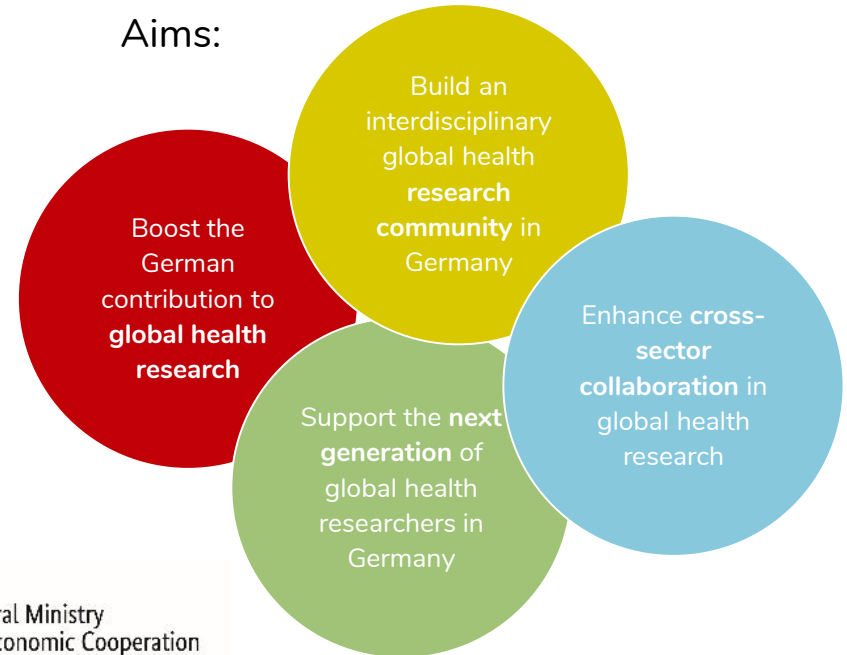 Aims:
Boost the
German
contribution to
global health
research
Build an
interdisciplinary
global health
research
community in
Germany
Support the next
generation of
global health
researchers in
Germany
Enhance cross-
sector
collaboration in
global health
research
ral Ministry
conomic Cooperation